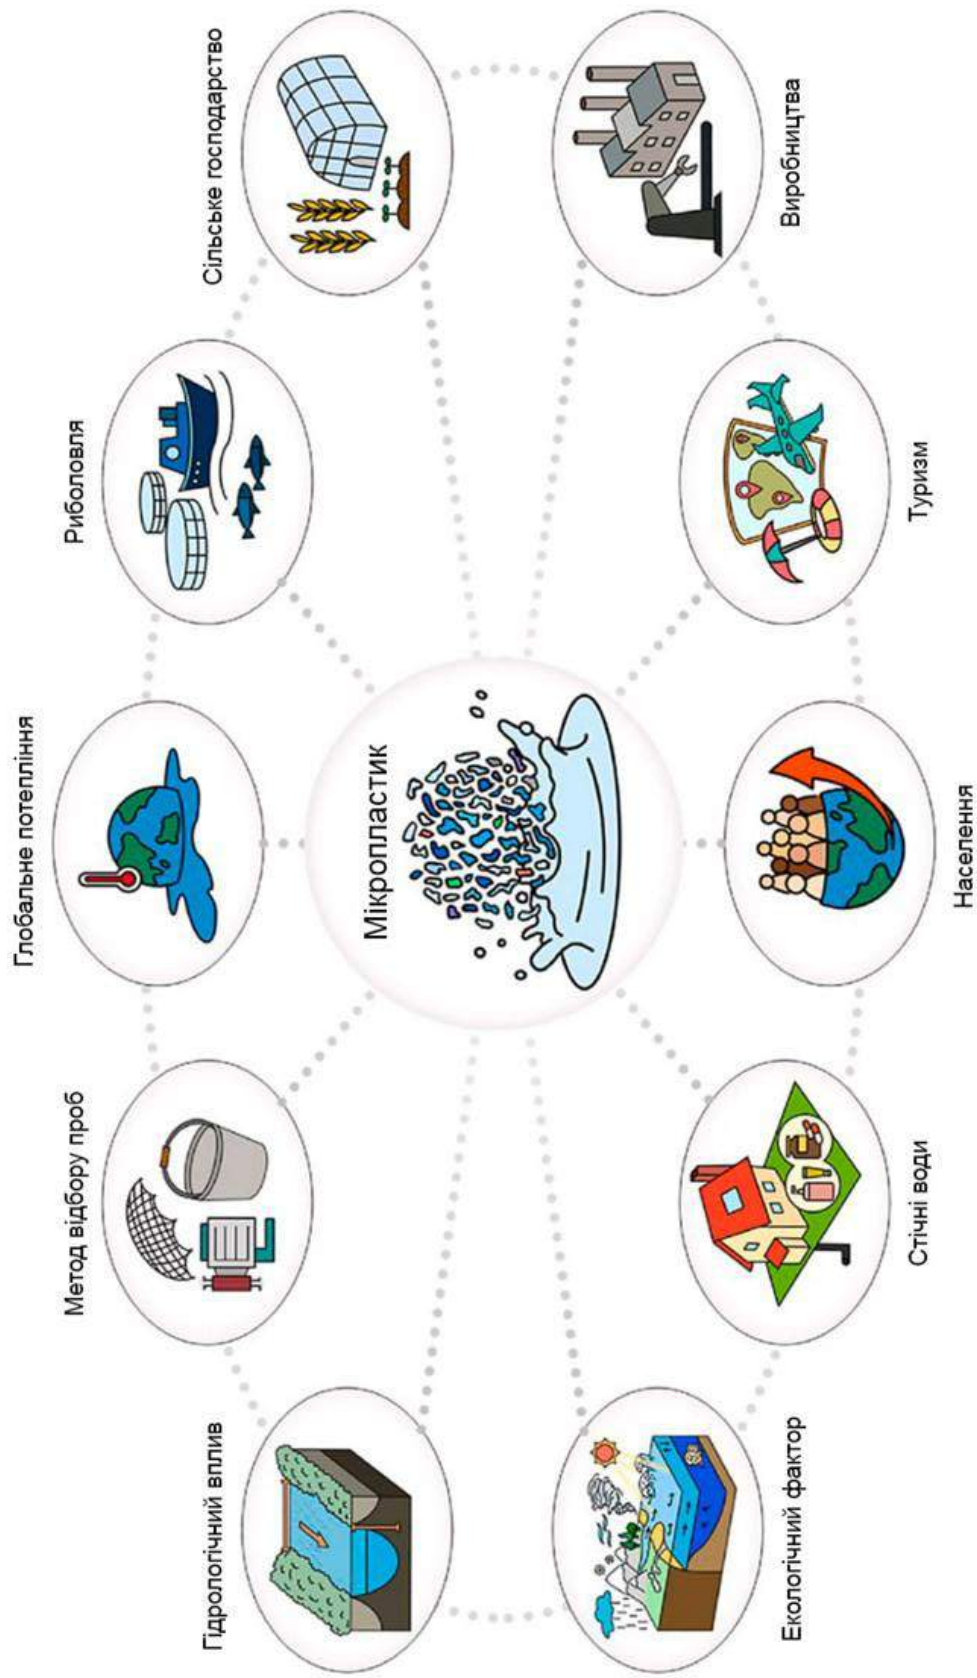 Глобальне потепління
Метод відбору проб
Риболовля
Гідрологічний вплив
Сільське господарство
Мікропластик
Екологічний фактор
Виробництва
Стічні води
Туризм
Населення